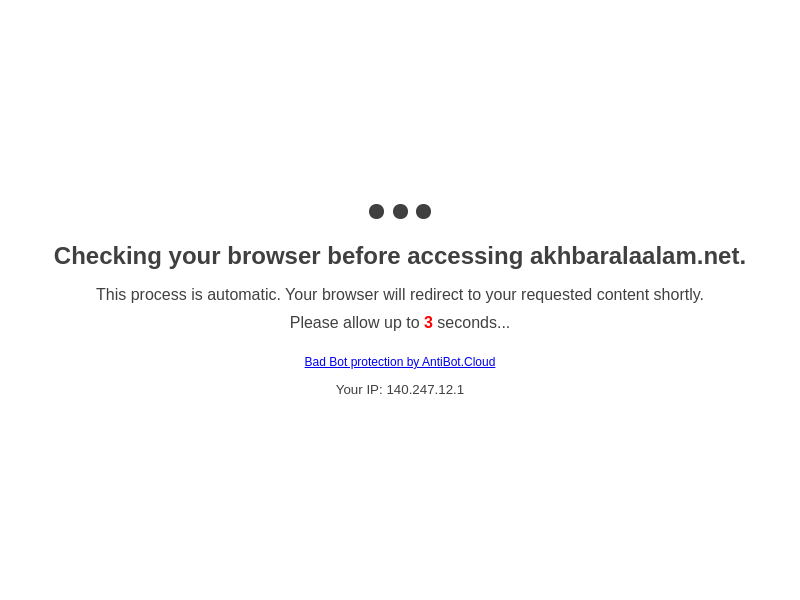 Checking your browser before accessing akhbaralaalam.net.
This process is automatic. Your browser will redirect to your requested content shortly.
Please allow up to 3 seconds...
Bad Bot protection by AntiBot.Cloud
Your IP: 140.247.12.1